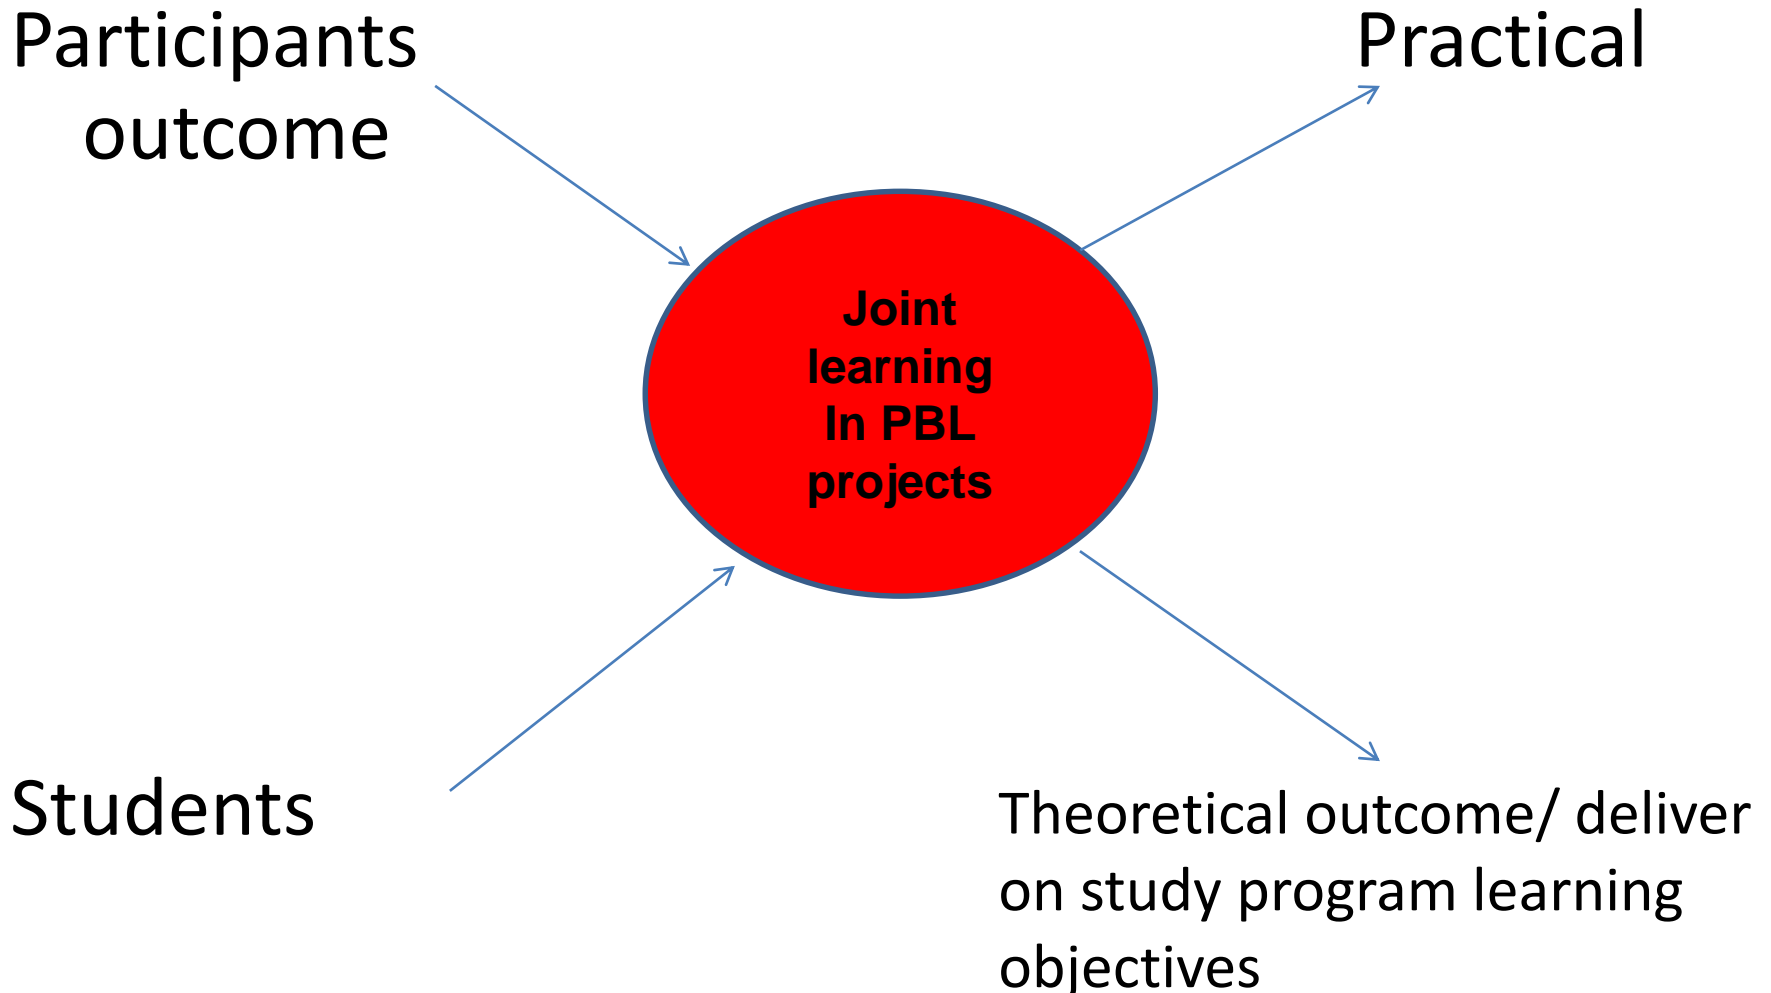 Participants
outcome
Practical
Joint
learning
In PBL
projects
Students
Theoretical outcome/ deliver
on study program learning
objectives